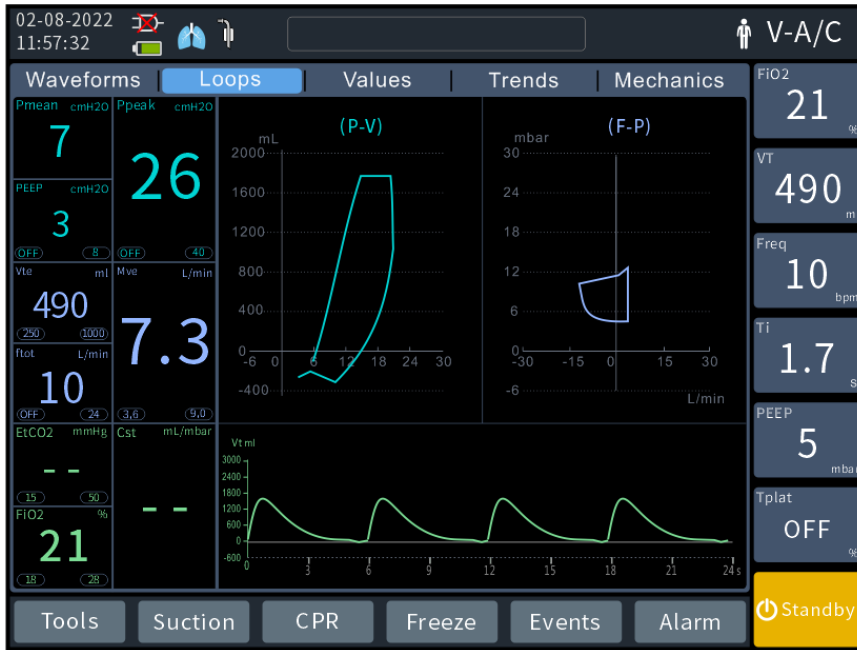 02-08-2022
11:57:32
V-A/C
Waveforms | Loops Values | Trends | Mechanics
Pmean cmH2O
7
Ppeak cmH2O
26
OFF 40
PEEP cmH2O
3
OFF 8
Vte ml
490
250 1000
Mve L/min
7.3
3,6 9,0
ftot L/min
10
OFF 24
EtCO2 mmHg
--
15 50
Cst mL/mbar
--
FiO2 %
21
18 28
(P-V)
mL
2000
1600
1200
800
400
0
-400
-6 0 6 12 18 24 30
(F-P)
mbar
30
24
18
12
6
0
-6
-30 -15 0 15 30
L/min
Vt ml
3000
2400
1800
1200
600
0
-600
0 3 6 9 12 15 18 21 24 s
FiO2
21
%
VT
490
m
Freq
10
bpm
Ti
1.7
s
PEEP
5
mba
Tplat
OFF
%
Standby
Tools Suction CPR Freeze Events Alarm